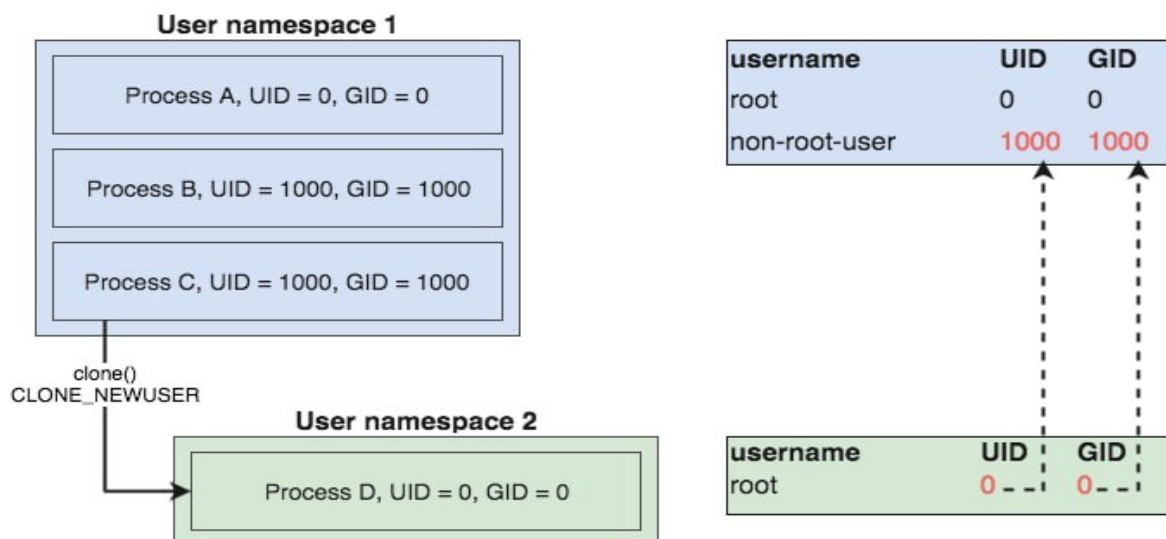 User namespace 1
Process A, UID = 0, GID = 0
Process B, UID = 1000, GID = 1000
Process C, UID = 1000, GID = 1000
clone()
CLONE_NEWUSER
User namespace 2
Process D, UID = 0, GID = 0
username UID GID
root 0 0
non-root-user 1000 1000
username UID GID
root 0 0